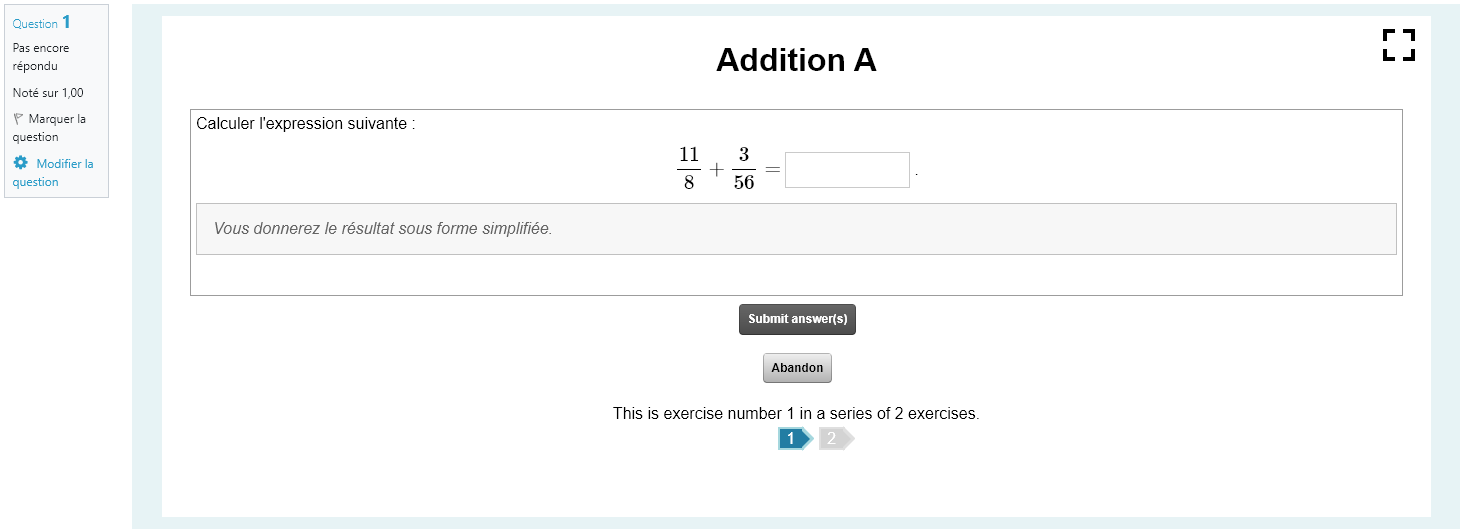 Question 1
Pas encore
répondu
Noté sur 1,00
Marquer la
question
Modifier la
question
Addition A
Calculer l'expression suivante :
11/8 + 3/56 = .
Vous donnerez le résultat sous forme simplifiée.
Submit answer(s)
Abandon
This is exercise number 1 in a series of 2 exercises.
1 2